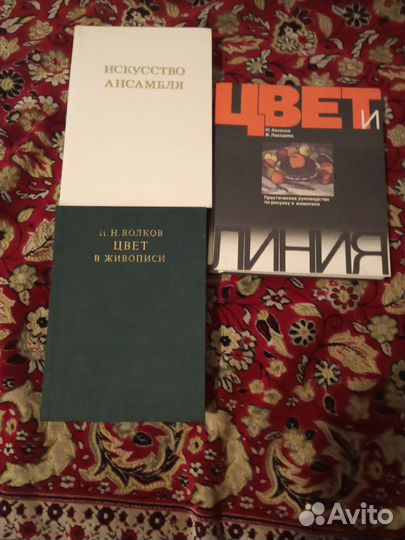 ИСКУССТВО
АНСАМБЛЯ
ЦВЕТ И
Ю. Аксенов
М. Левидова
Практическое руководство
по рисунку и живописи
ЛИНИЯ
Н. Н. ВОЛКОВ
ЦВЕТ
В ЖИВОПИСИ
Avito